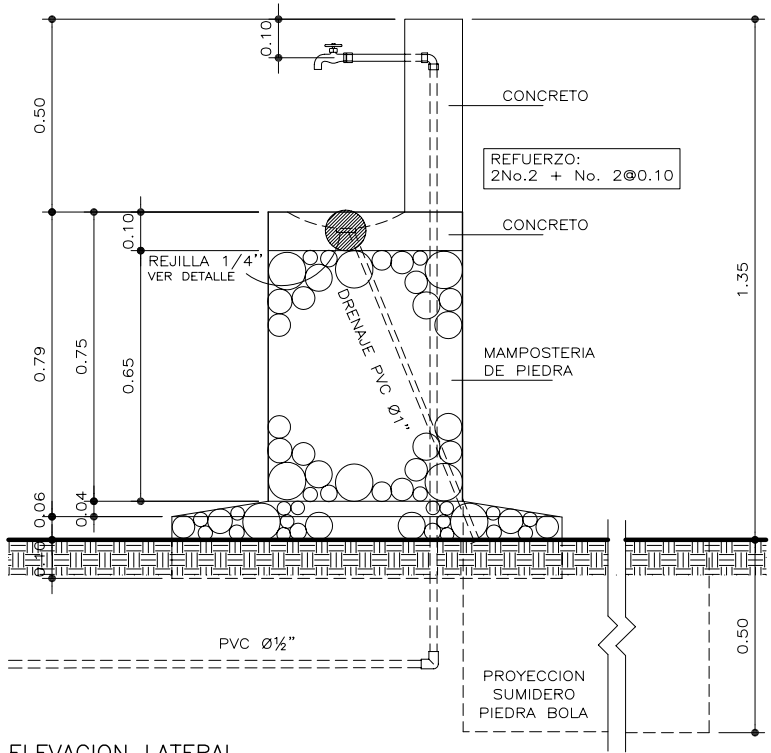 0.10
0.50
CONCRETO
REFUERZO:
2No.2 + No. 2@0.10
0.10
CONCRETO
REJILLA 1/4''
VER DETALLE
1.35
DRENAJE PVC Ø1"
0.79
0.75
0.65
MAMPOSTERIA
DE PIEDRA
0.06
0.04
0.10
PVC Ø½"
0.50
PROYECCION
SUMIDERO
PIEDRA BOLA
ELEVACION LATERAL